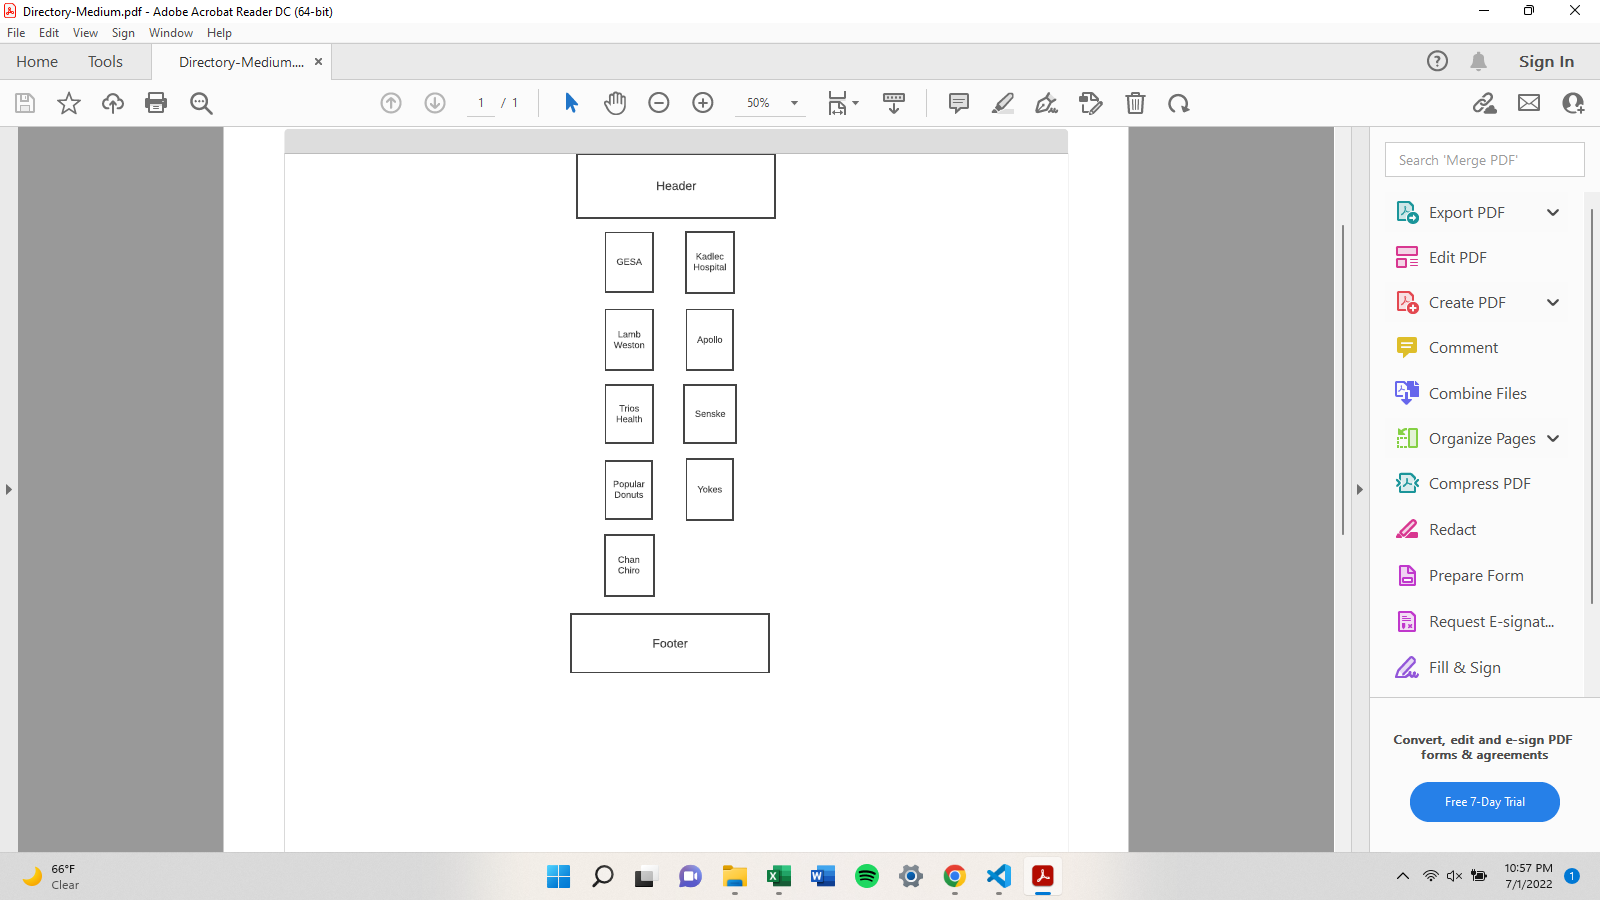 Directory-Medium.pdf - Adobe Acrobat Reader DC (64-bit)
File Edit View Sign Window Help
Home Tools Directory-Medium....
Sign In
1 / 1
50%
Search 'Merge PDF'
Export PDF
Edit PDF
Create PDF
Comment
Combine Files
Organize Pages
Compress PDF
Redact
Prepare Form
Request E-signat...
Fill & Sign
Convert, edit and e-sign PDF
forms & agreements
Free 7-Day Trial
Header
GESA
Kadlec
Hospital
Lamb
Weston
Apollo
Trios
Health
Senske
Popular
Donuts
Yokes
Chan
Chiro
Footer
66°F
Clear
10:57 PM
7/1/2022
1